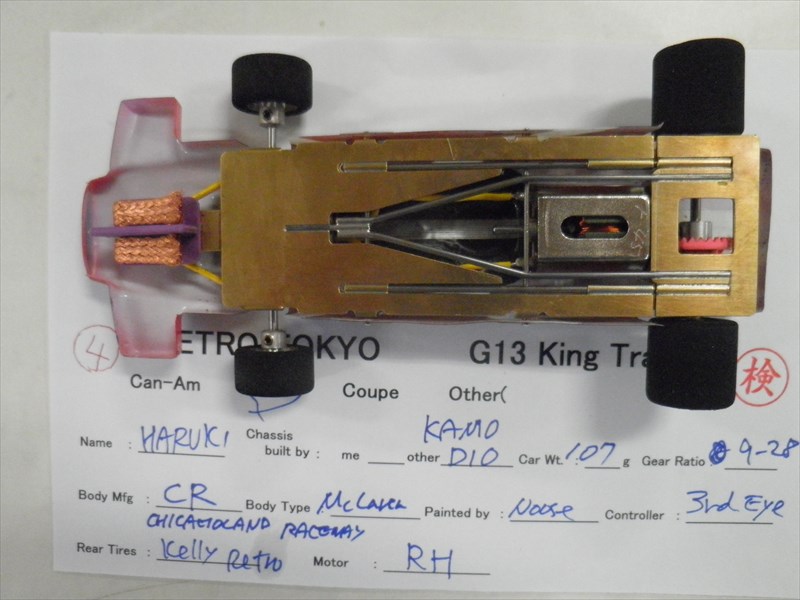 ④ RETRO TOKYO G13 King Tra 検
Can-Am Coupe Other(
Name : HARUKI Chassis built by : me other KAMO DIO Car Wt. : 107 g Gear Ratio : 9-28
Body Mfg : CR Body Type : McLaren Painted by : Noose Controller : 3rd Eye
CHICAGOLAND RACEWAY
Rear Tires : Kelly Retro Motor : RH